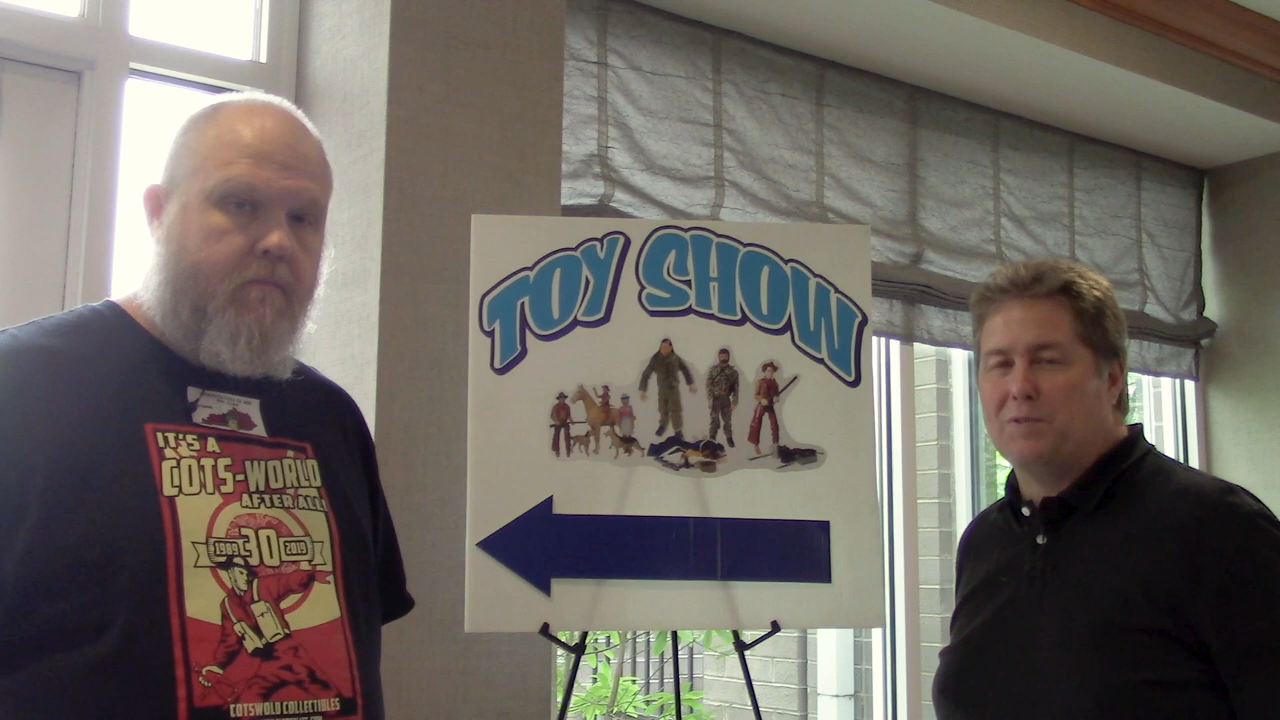 TOY SHOW
IT'S A
COTS-WORLD
AFTER ALL!
1989 30 2019
COTSWOLD COLLECTIBLES